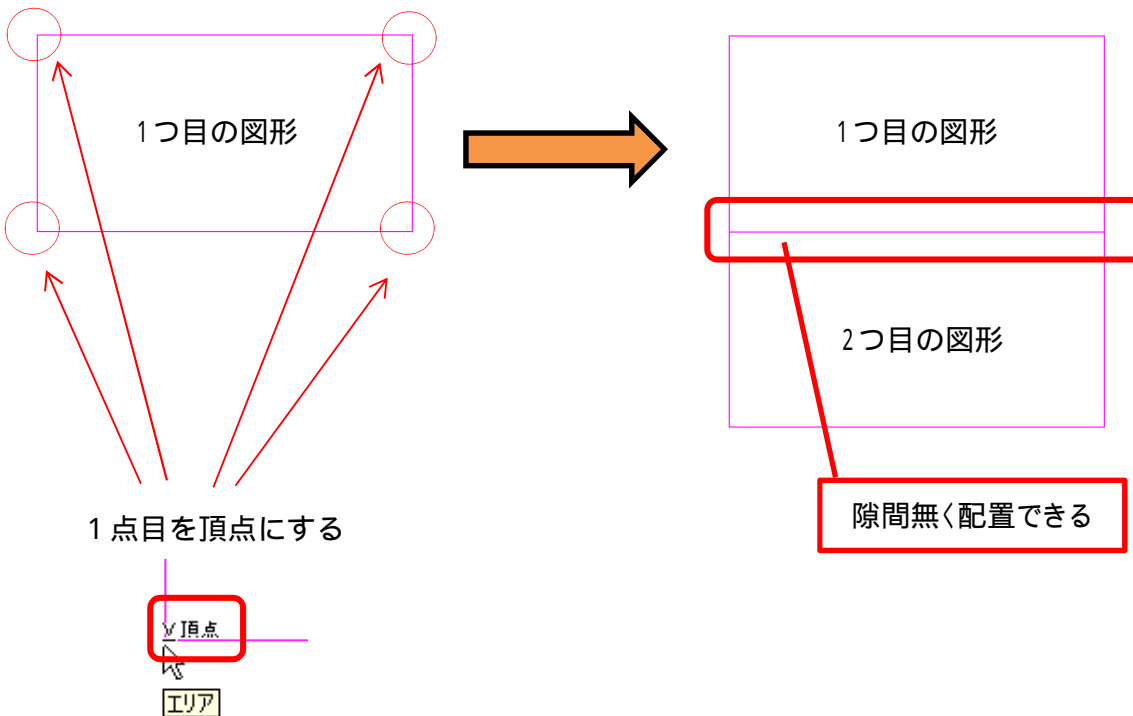 1つ目の図形
1つ目の図形
2つ目の図形
1点目を頂点にする
隙間無く配置できる
v 頂点
エリア